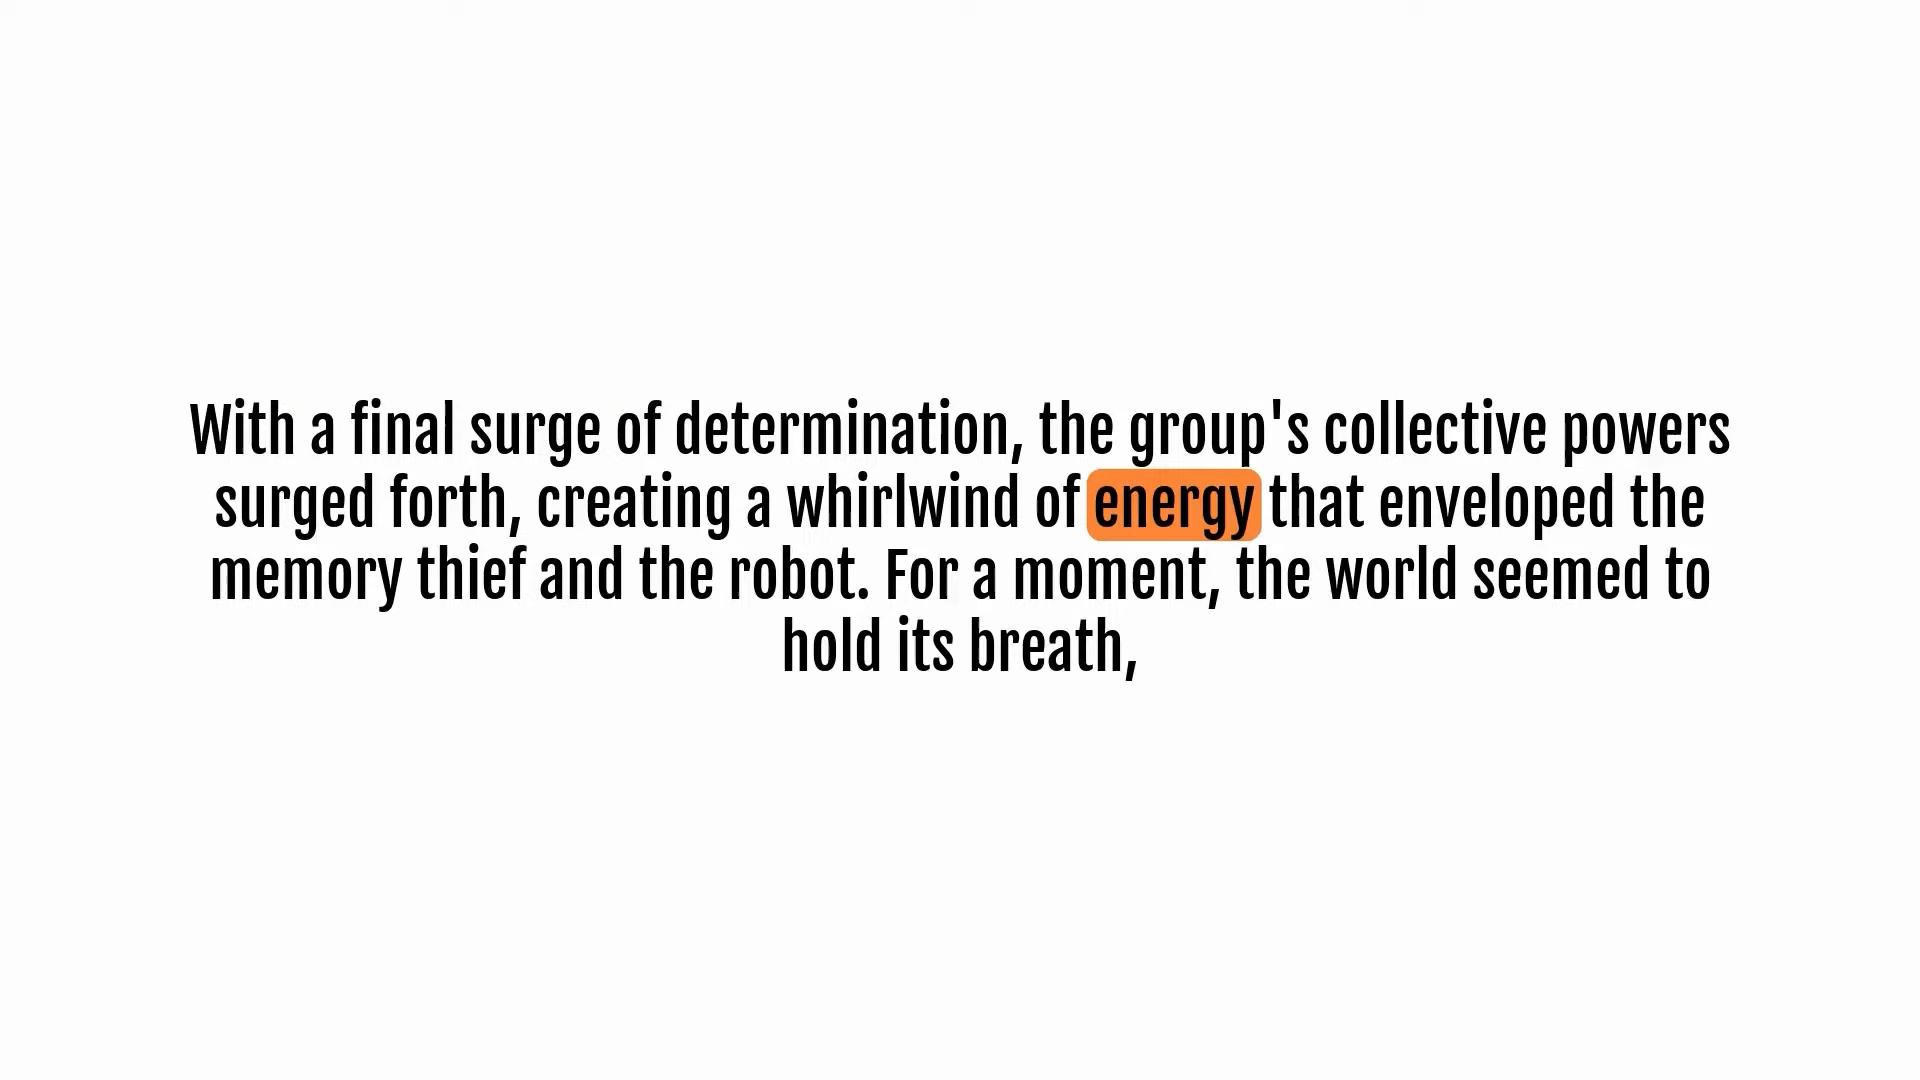 With a final surge of determination, the group's collective powers
surged forth, creating a whirlwind of energy that enveloped the
memory thief and the robot. For a moment, the world seemed to
hold its breath,